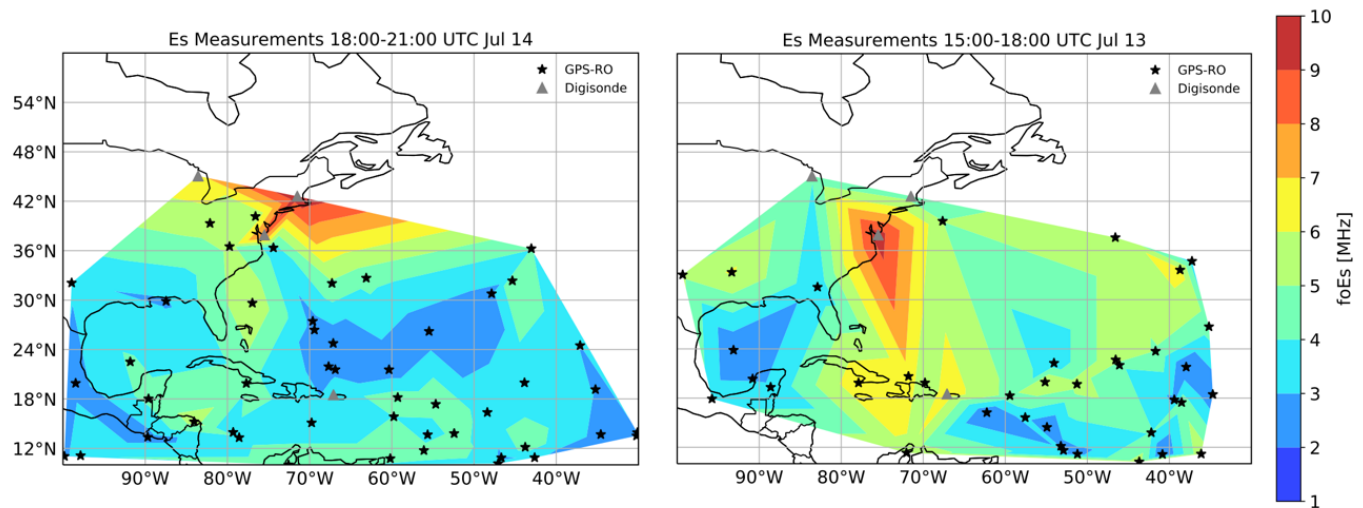 Es Measurements 18:00-21:00 UTC Jul 14
GPS-RO
Digisonde
54°N
48°N
42°N
36°N
30°N
24°N
18°N
12°N
90°W 80°W 70°W 60°W 50°W 40°W
Es Measurements 15:00-18:00 UTC Jul 13
GPS-RO
Digisonde
90°W 80°W 70°W 60°W 50°W 40°W
10
9
8
7
6
5
4
3
2
1
foEs [MHz]